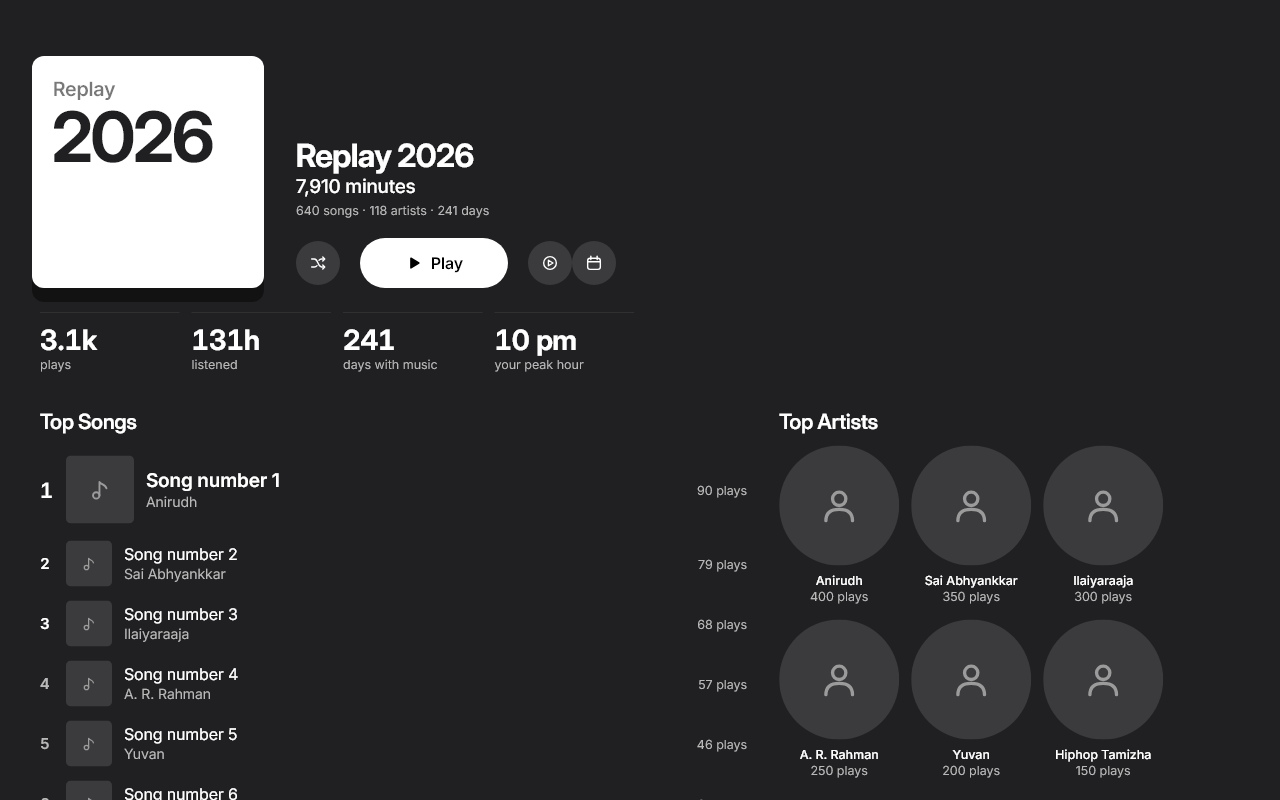 Replay
2026
Replay 2026
7,910 minutes
640 songs · 118 artists · 241 days
Play
3.1k
plays
131h
listened
241
days with music
10 pm
your peak hour
Top Songs
1
Song number 1
Anirudh
90 plays
2
Song number 2
Sai Abhyankkar
79 plays
3
Song number 3
Ilaiyaraaja
68 plays
4
Song number 4
A. R. Rahman
57 plays
5
Song number 5
Yuvan
46 plays
Song number 6
Top Artists
Anirudh
400 plays
Sai Abhyankkar
350 plays
Ilaiyaraaja
300 plays
A. R. Rahman
250 plays
Yuvan
200 plays
Hiphop Tamizha
150 plays